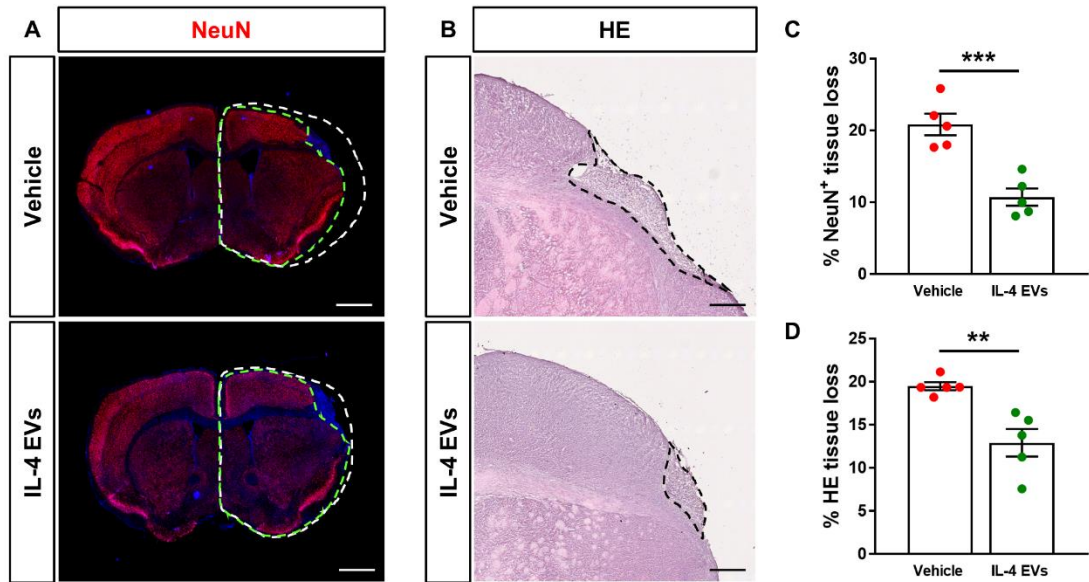 A
NeuN
Vehicle
IL-4 EVs
B
HE
Vehicle
IL-4 EVs
C
% NeuN⁺ tissue loss
30
20
10
0
***
Vehicle IL-4 EVs
D
% HE tissue loss
25
20
15
10
5
0
**
Vehicle IL-4 EVs